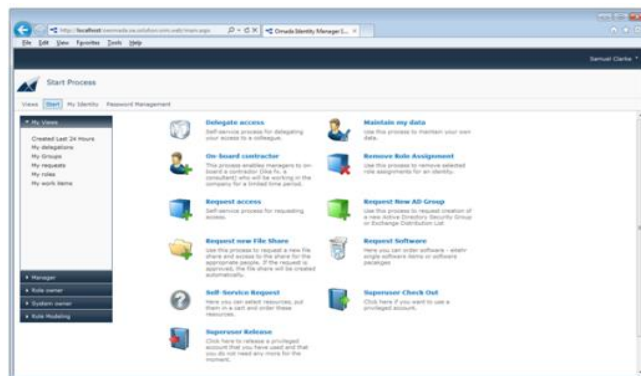 http://localhost
Omada Identity Manager [...
File Edit View Favorites Tools Help
Samuel Clarke
Start Process
Views Start My Identity Password Management
My Views
Created Last 24 Hours
My delegations
My Groups
My requests
My roles
My work items
Manager
Role owner
System owner
Role Modeling
Delegate access
Self-service process for delegating
your access to a colleague.
On-board contractor
This process enables managers to on-
board a contractor (like fx. a
consultant) who will be working in the
company for a limited time period.
Request access
Self-service process for requesting
access.
Request new File Share
Use this process to request a new file
share and access to the share for the
appropriate people. If the request is
approved, the file share will be created
automatically.
Self-Service Request
Here you can select resources, put
them in a cart and order these
resources.
Superuser Release
Click here to release a privileged
account that you have used and that
you do not need any more for the
moment.
Maintain my data
Use this process to maintain your own
data.
Remove Role Assignment
Use this process to remove selected
role assignments for an identity.
Request New AD Group
Use this process to request creation of
a new Active Directory Security Group
or Exchange Distribution List
Request Software
Here you can order software - either
single software items or software
packages
Superuser Check Out
Click here if you want to use a
privileged account.